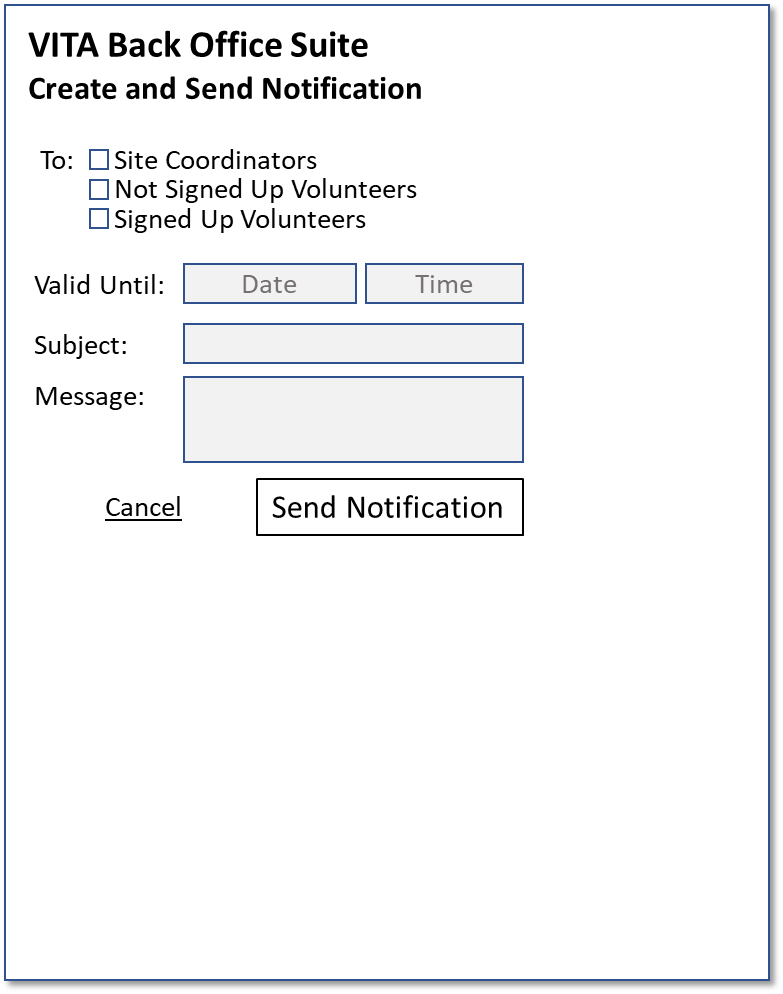 VITA Back Office Suite
Create and Send Notification
To: Site Coordinators
Not Signed Up Volunteers
Signed Up Volunteers
Valid Until: Date Time
Subject:
Message:
Cancel Send Notification